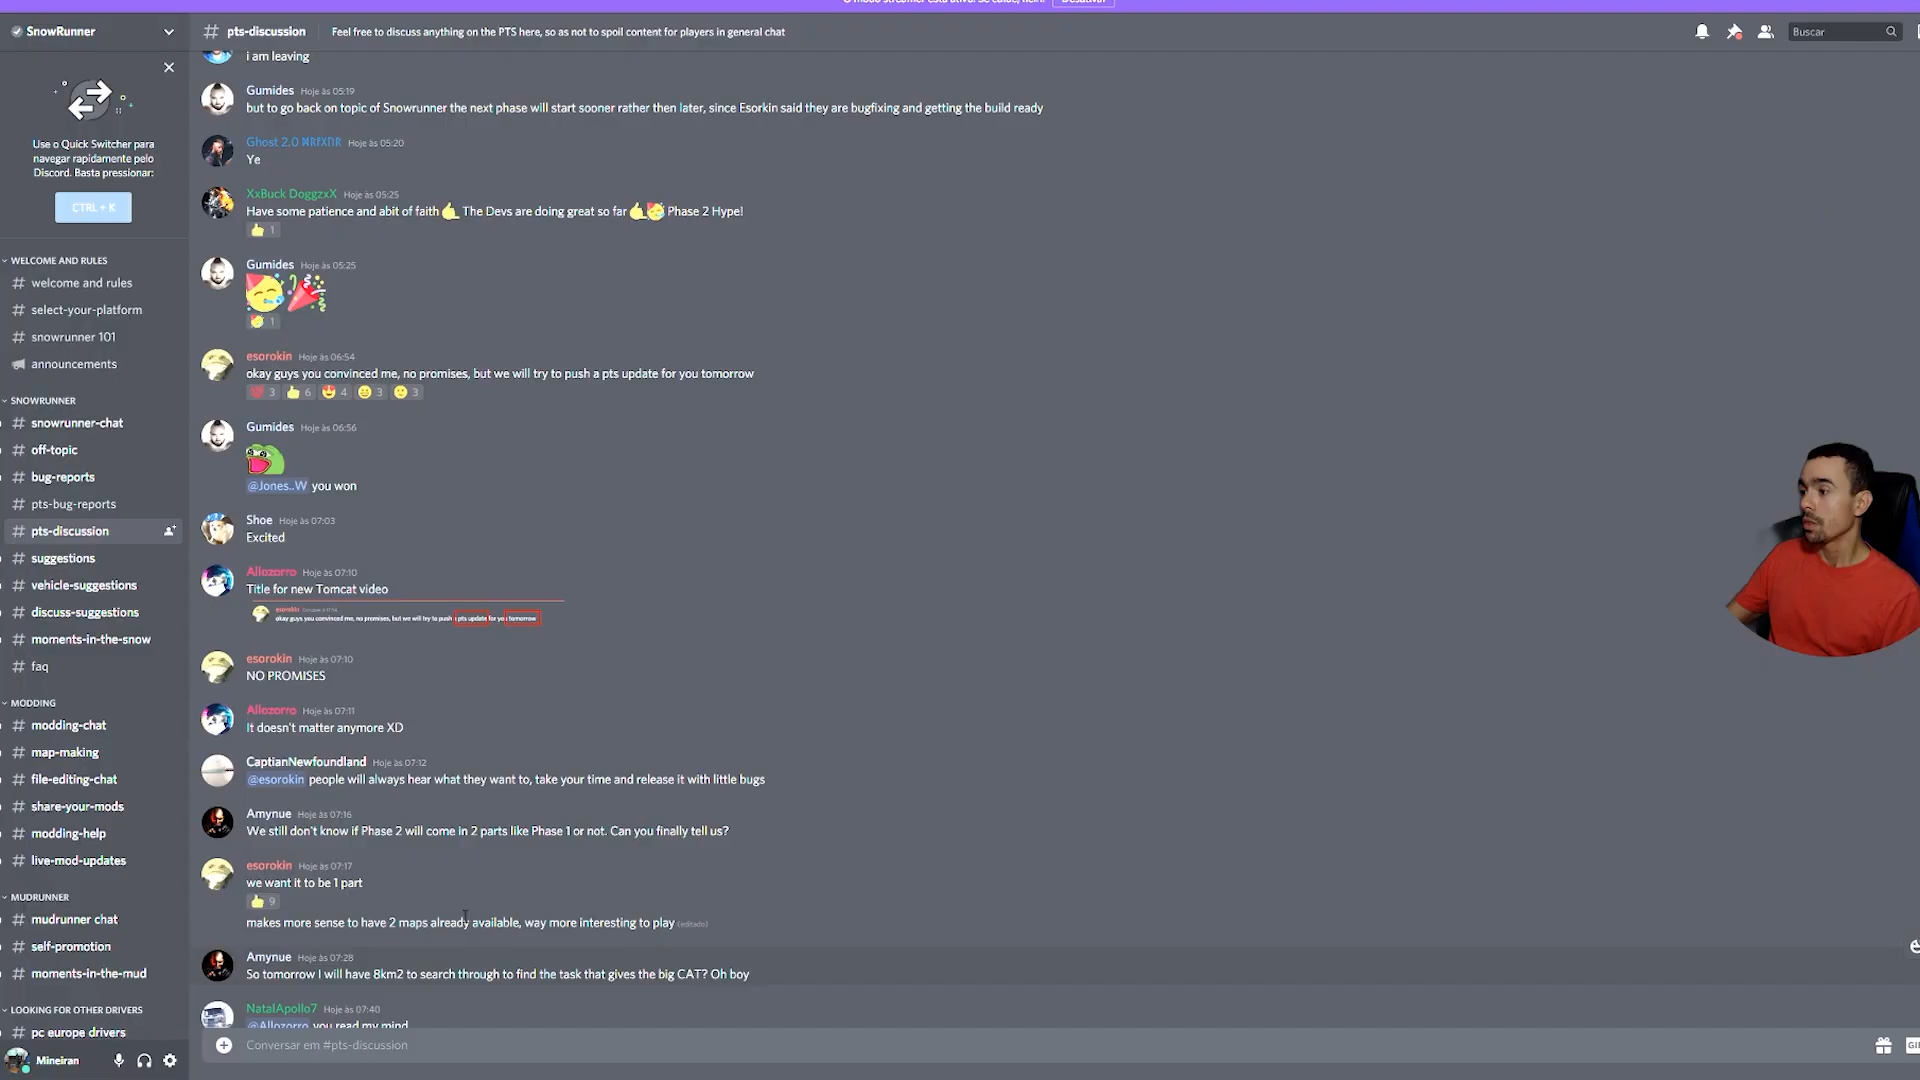 SnowRunner
pts-discussion
Feel free to discuss anything on the PTS here, so as not to spoil content for players in general chat
Buscar
Use o Quick Switcher para
navegar rapidamente pelo
Discord. Basta pressionar:
CTRL + K
WELCOME AND RULES
welcome and rules
select-your-platform
snowrunner 101
announcements
SNOWRUNNER
snowrunner-chat
off-topic
bug-reports
pts-bug-reports
pts-discussion
suggestions
vehicle-suggestions
discuss-suggestions
moments-in-the-snow
faq
MODDING
modding-chat
map-making
file-editing-chat
share-your-mods
modding-help
live-mod-updates
MUDRUNNER
mudrunner chat
self-promotion
moments-in-the-mud
LOOKING FOR OTHER DRIVERS
pc europe drivers
Mineiran
i am leaving
Gumides Hoje às 05:19
but to go back on topic of Snowrunner the next phase will start sooner rather then later, since Esorkin said they are bugfixing and getting the build ready
Ghost 2.0 Hoje às 05:20
Ye
XxBuck DoggzxX Hoje às 05:25
Have some patience and abit of faith The Devs are doing great so far Phase 2 Hype!
1
Gumides Hoje às 05:25
1
esorokin Hoje às 06:54
okay guys you convinced me, no promises, but we will try to push a pts update for you tomorrow
3 6 4 3 3
Gumides Hoje às 06:56
@Jones..W you won
Shoe Hoje às 07:03
Excited
Allozorro Hoje às 07:10
Title for new Tomcat video
esorokin
okay guys you convinced me, no promises, but we will try to push a pts update for you tomorrow
esorokin Hoje às 07:10
NO PROMISES
Allozorro Hoje às 07:11
It doesn't matter anymore XD
CaptianNewfoundland Hoje às 07:12
@esorokin people will always hear what they want to, take your time and release it with little bugs
Amynue Hoje às 07:16
We still don't know if Phase 2 will come in 2 parts like Phase 1 or not. Can you finally tell us?
esorokin Hoje às 07:17
we want it to be 1 part
9
makes more sense to have 2 maps already available, way more interesting to play (editado)
Amynue Hoje às 07:28
So tomorrow I will have 8km2 to search through to find the task that gives the big CAT? Oh boy
NatalApollo7 Hoje às 07:40
@Allozorro you read my mind
Conversar em #pts-discussion